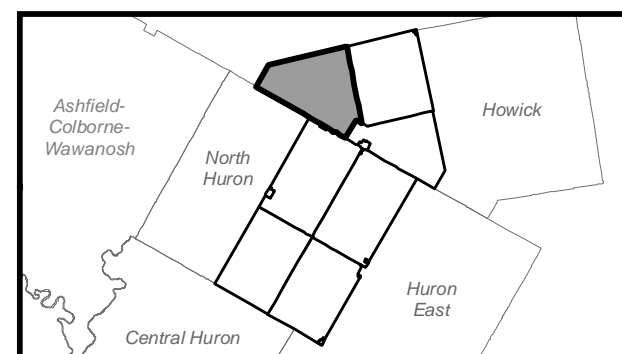 Ashfield-
Colborne-
Wawanosh
Howick
North
Huron
Huron
East
Central Huron